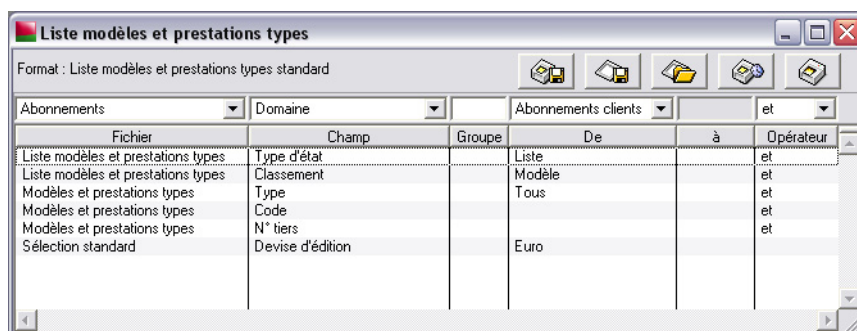 Liste modèles et prestations types
Format : Liste modèles et prestations types standard
Abonnements Domaine Abonnements clients et
Fichier Champ Groupe De à Opérateur
Liste modèles et prestations types Type d'état Liste et
Liste modèles et prestations types Classement Modèle et
Modèles et prestations types Type Tous et
Modèles et prestations types Code et
Modèles et prestations types N° tiers et
Sélection standard Devise d'édition Euro